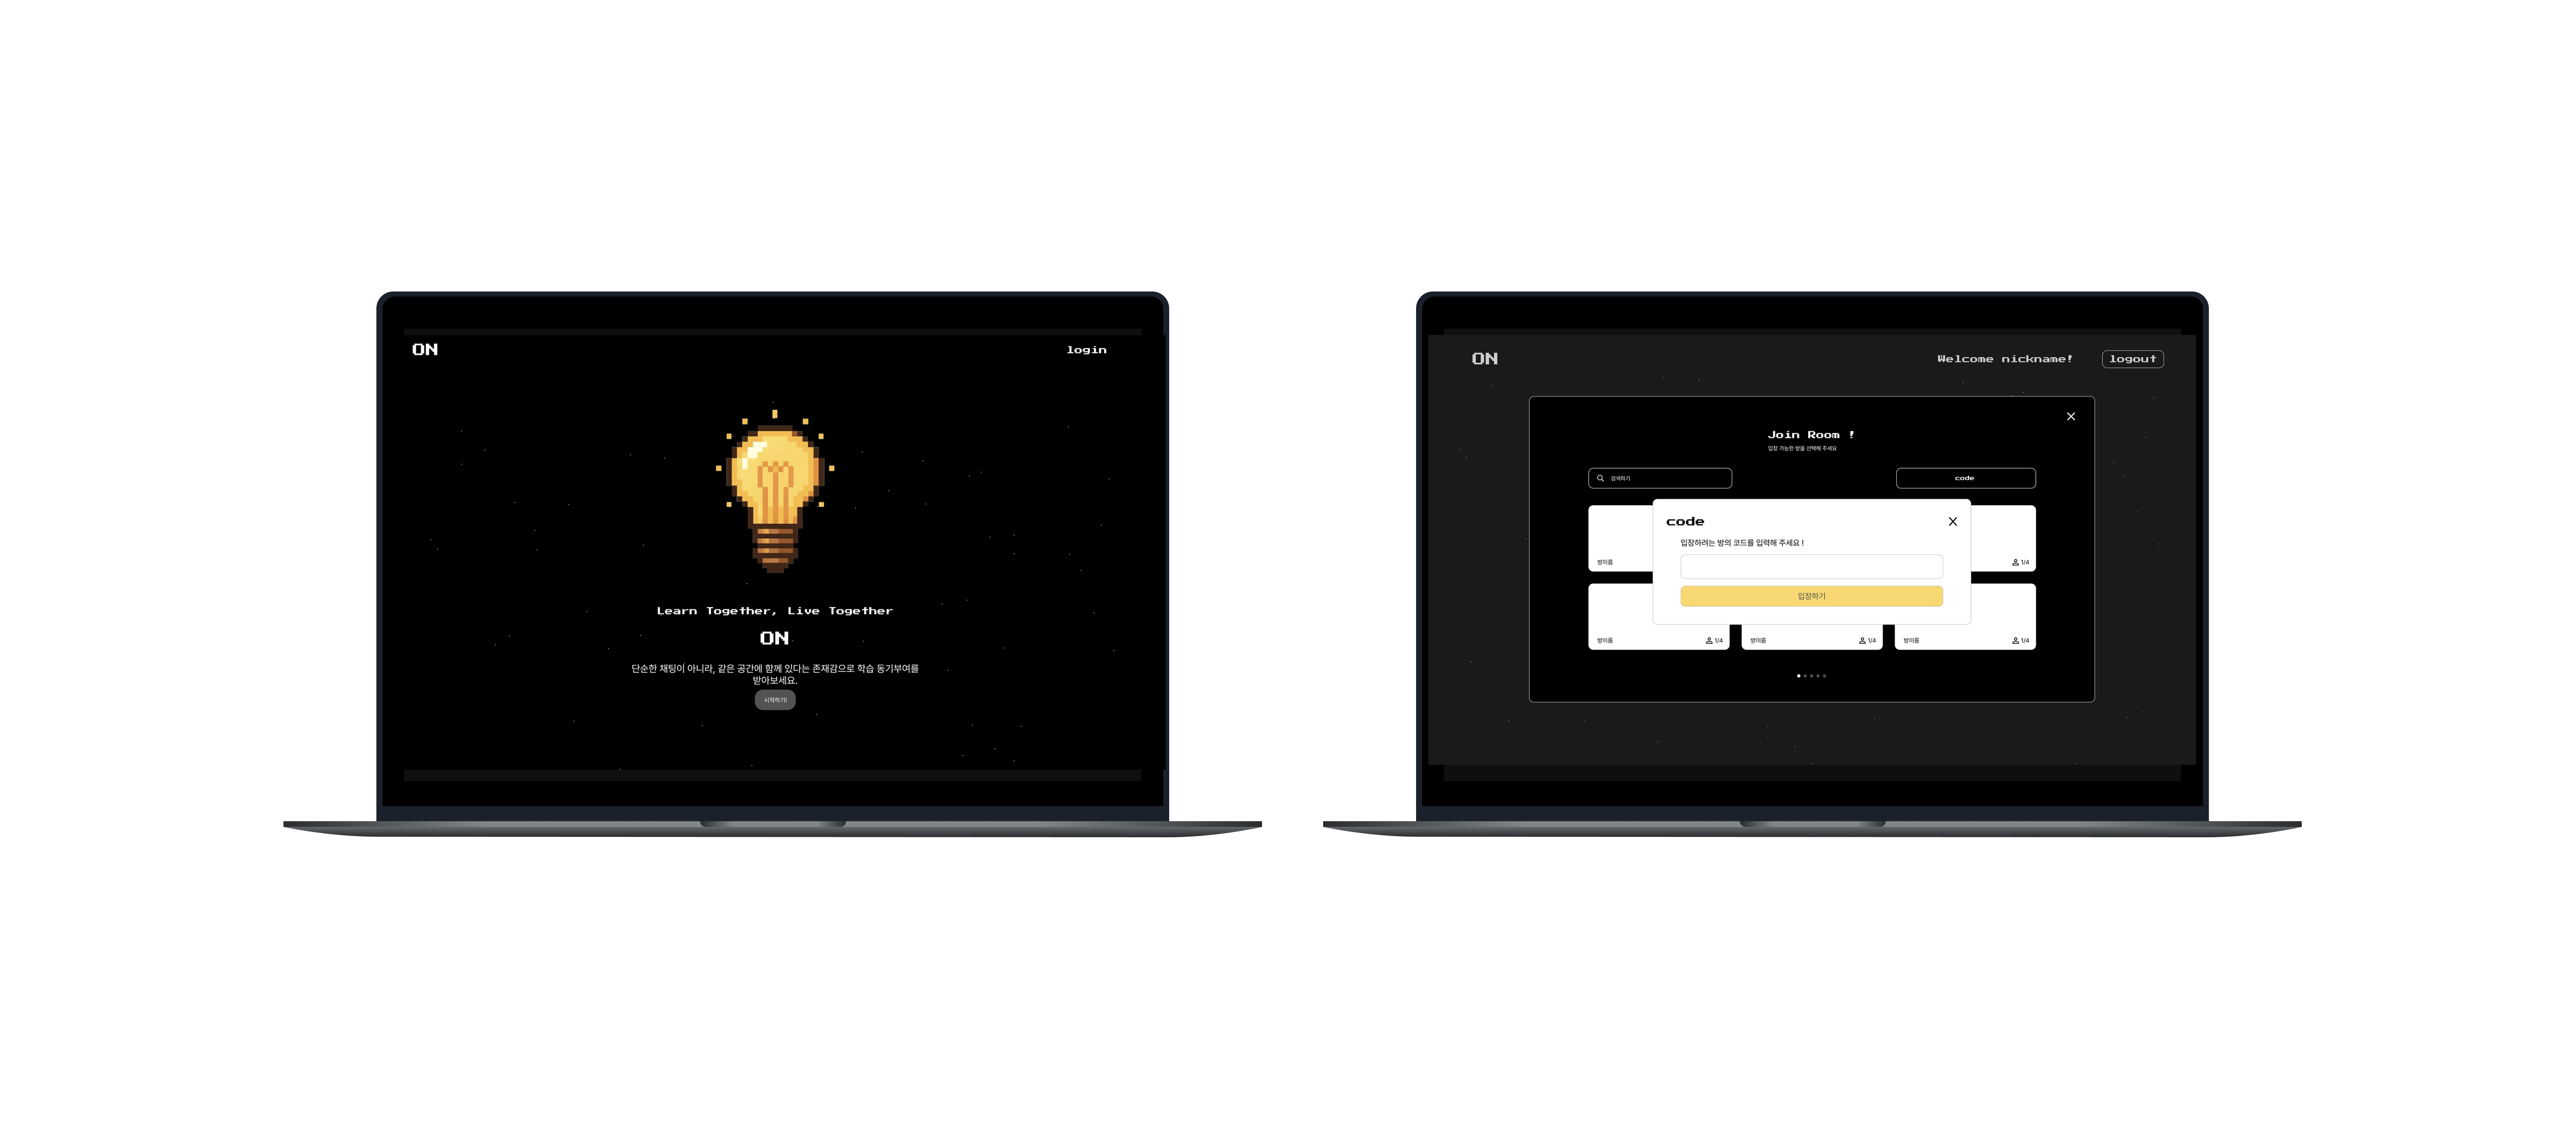 ON
login
Learn Together, Live Together
ON
단순한 채팅이 아니라, 같은 공간에 함께 있다는 존재감으로 학습 동기부여를
받아보세요.
시작하기!
ON
Welcome nickname!
logout
Join Room !
입장 가능한 방을 선택해 주세요
검색하기
code
code
입장하려는 방의 코드를 입력해 주세요 !
입장하기
방이름
1/4
방이름
1/4
방이름
1/4
방이름
1/4